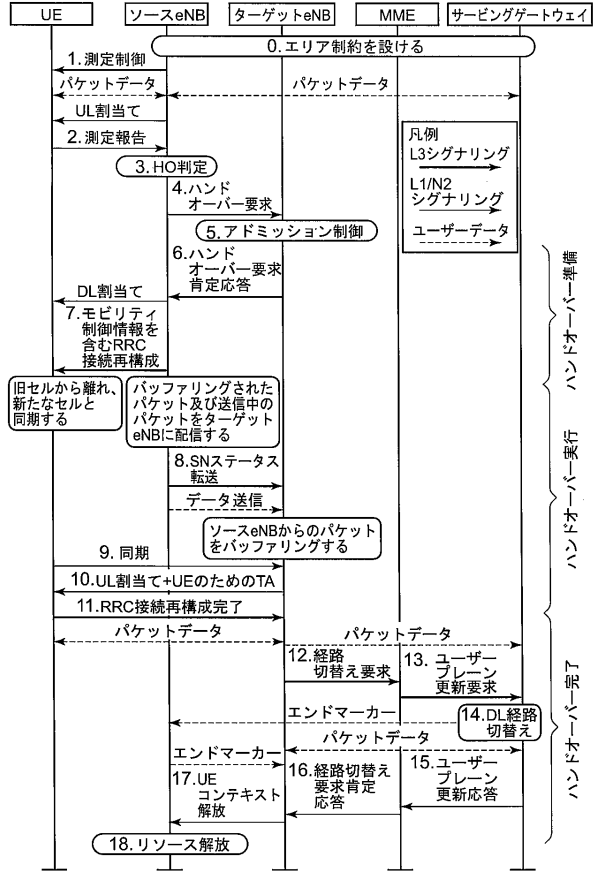 UE
ソースeNB
ターゲットeNB
MME
サービングゲートウェイ
0.エリア制約を設ける
1.測定制御
パケットデータ
パケットデータ
UL割当て
2.測定報告
凡例
L3シグナリング
L1/N2
シグナリング
ユーザーデータ
3.HO判定
4.ハンド
オーバー要求
5.アドミッション制御
6.ハンド
オーバー要求
肯定応答
DL割当て
7.モビリティ
制御情報を
含むRRC
接続再構成
ハンドオーバー準備
旧セルから離れ、
新たなセルと
同期する
バッファリングされた
パケット及び送信中の
パケットをターゲット
eNBに配信する
8.SNステータス
転送
データ送信
ソースeNBからのパケット
をバッファリングする
ハンドオーバー実行
9.同期
10.UL割当て+UEのためのTA
11.RRC接続再構成完了
パケットデータ
パケットデータ
12.経路
切替え要求
13.ユーザー
プレーン
更新要求
エンドマーカー
14.DL経路
切替え
パケットデータ
エンドマーカー
15.ユーザー
プレーン
更新応答
16.経路切替え
要求肯定
応答
17.UE
コンテキスト
解放
18.リソース解放
ハンドオーバー完了